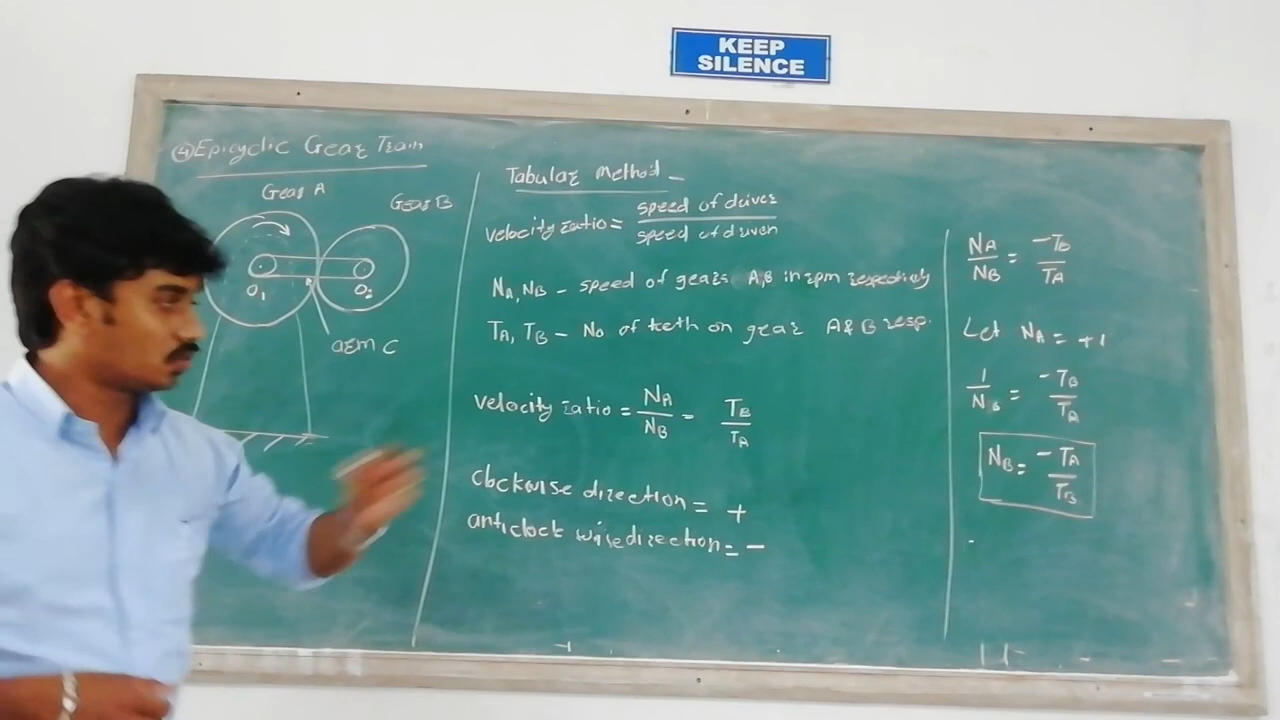 KEEP
SILENCE
④ Epicyclic Gear Train
Gear A
Gear B
O₁
O₂
arm C
Tabular Method -
velocity ratio = speed of driver / speed of driven
NA, NB - speed of gears A,B in rpm respectively
TA, TB - No of teeth on gear A & B resp.
velocity ratio = NA / NB = TB / TA
clockwise direction = +
anticlock wise direction = -
NA / NB = -TB / TA
Let NA = +1
1 / NB = -TB / TA
NB = -TA / TB